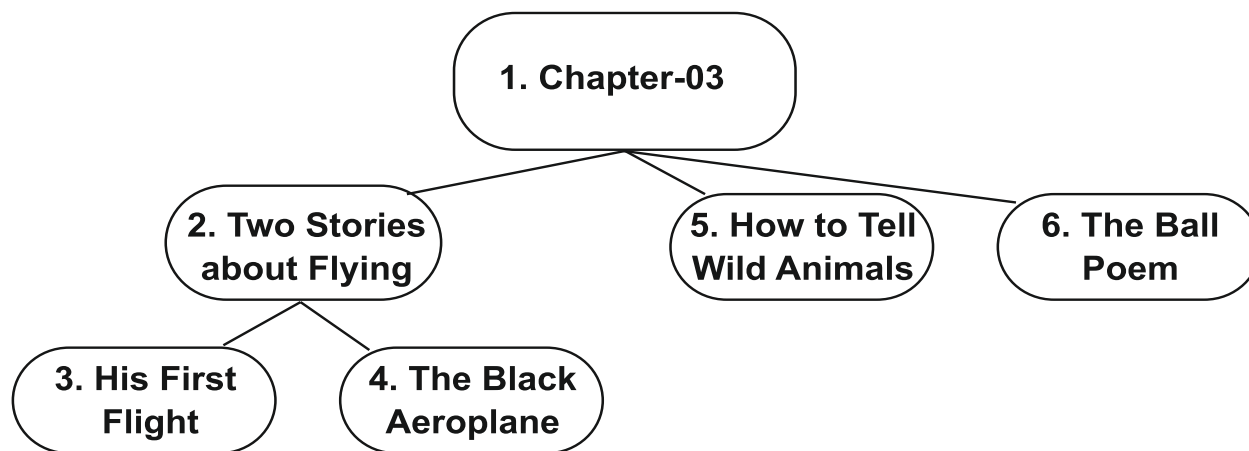 1. Chapter-03
2. Two Stories
about Flying
5. How to Tell
Wild Animals
6. The Ball
Poem
3. His First
Flight
4. The Black
Aeroplane